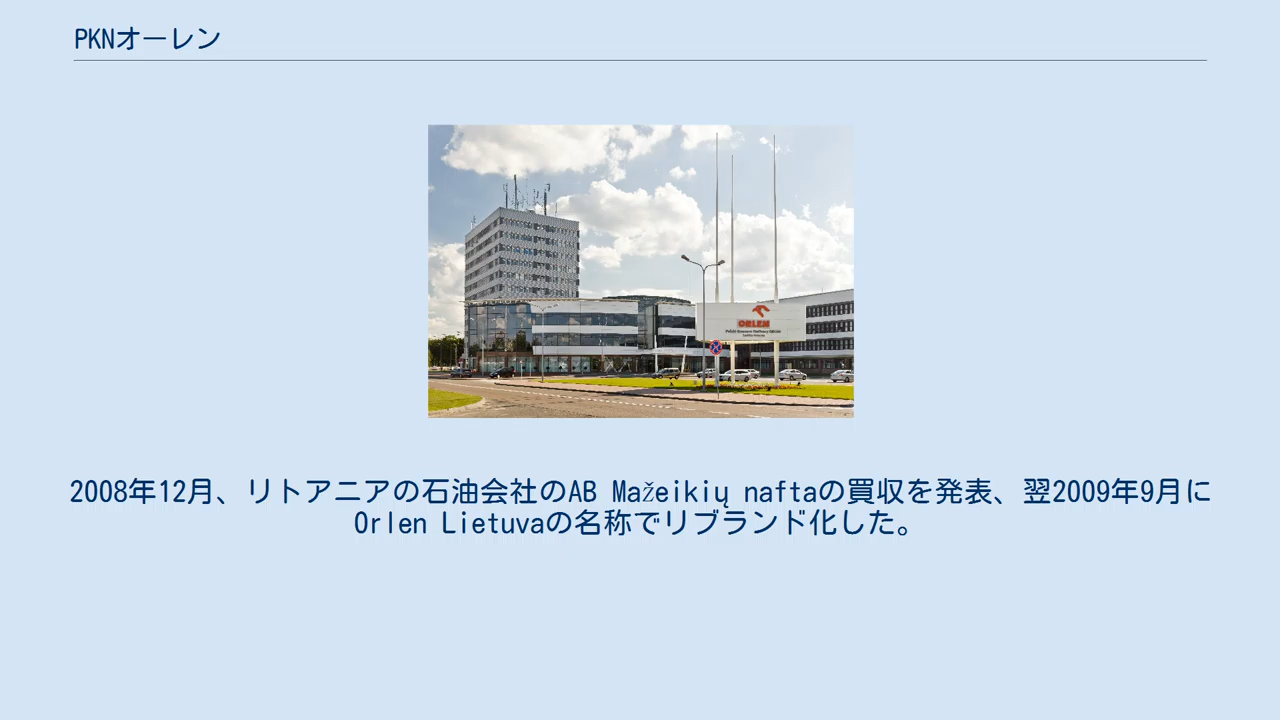 PKNオーレン
ORLEN
2008年12月、リトアニアの石油会社のAB Mažeikių naftaの買収を発表、翌2009年9月に
Orlen Lietuvaの名称でリブランド化した。